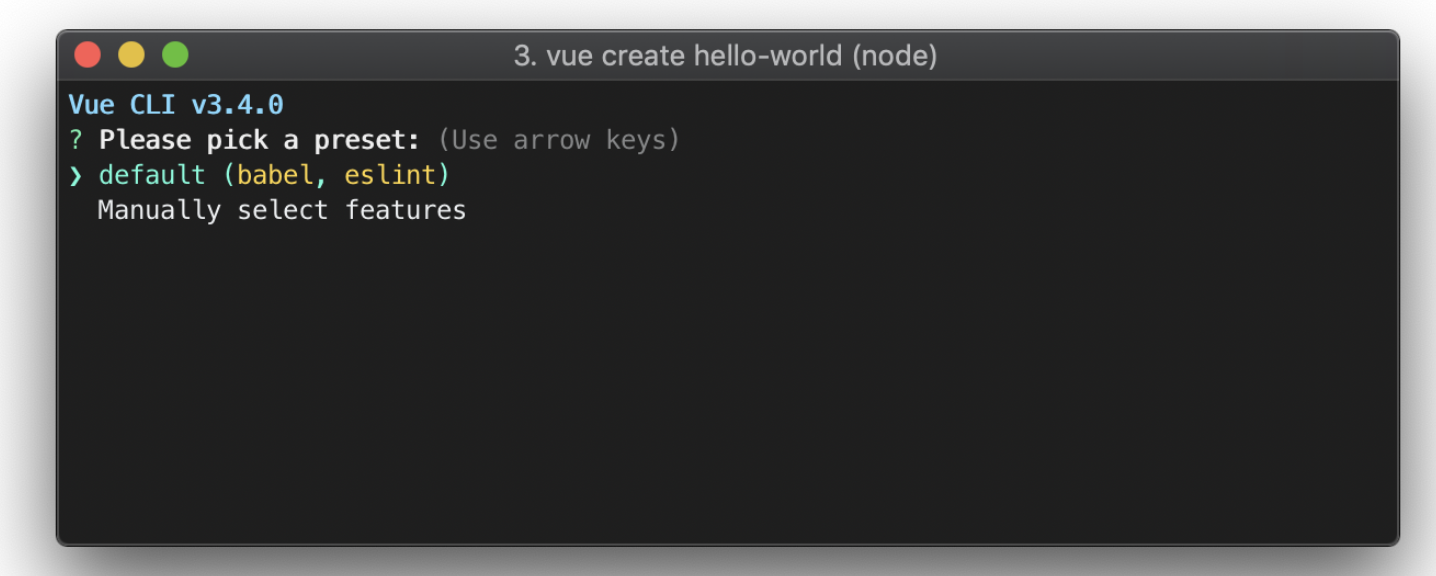 3. vue create hello-world (node)
Vue CLI v3.4.0
? Please pick a preset: (Use arrow keys)
❯ default (babel, eslint)
Manually select features